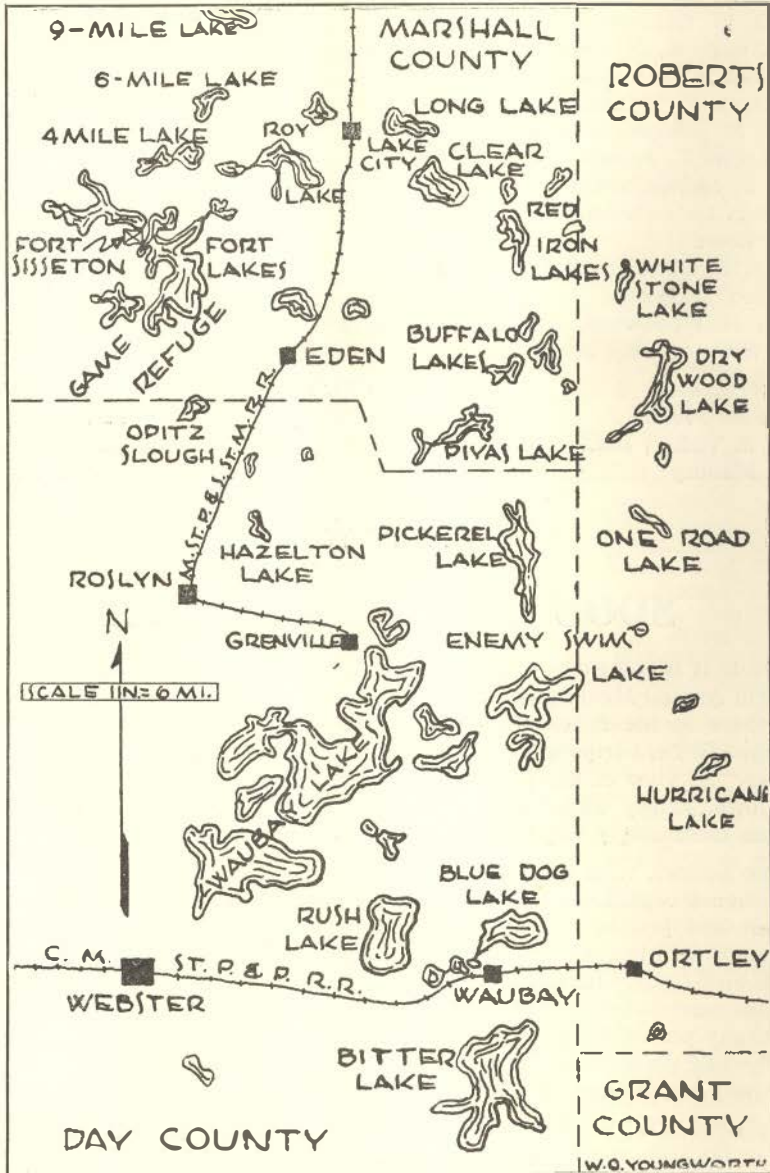 9-MILE LAKE
MARSHALL
COUNTY
ROBERTS
COUNTY
6-MILE LAKE
LONG LAKE
4 MILE LAKE
ROY
LAKE
LAKE
CITY
CLEAR
LAKE
RED
IRON
LAKES
FORT
SISSETON
FORT
LAKES
WHITE
STONE
LAKE
GAME
REFUGE
BUFFALO
LAKES
EDEN
DRY
WOOD
LAKE
OPITZ
SLOUGH
M. ST. P. & S. ST. M. R. R.
PIVAS LAKE
HAZELTON
LAKE
PICKEREL
LAKE
ONE ROAD
LAKE
ROSLYN
N
GRENVILLE
ENEMY SWIM
LAKE
SCALE 1IN.=6 MI.
WAUBAY
LAKE
HURRICANE
LAKE
BLUE DOG
LAKE
RUSH
LAKE
C. M. ST. P. & P. R. R.
ORTLEY
WEBSTER
WAUBAY
BITTER
LAKE
GRANT
COUNTY
DAY COUNTY
W.O. YOUNGWORTH